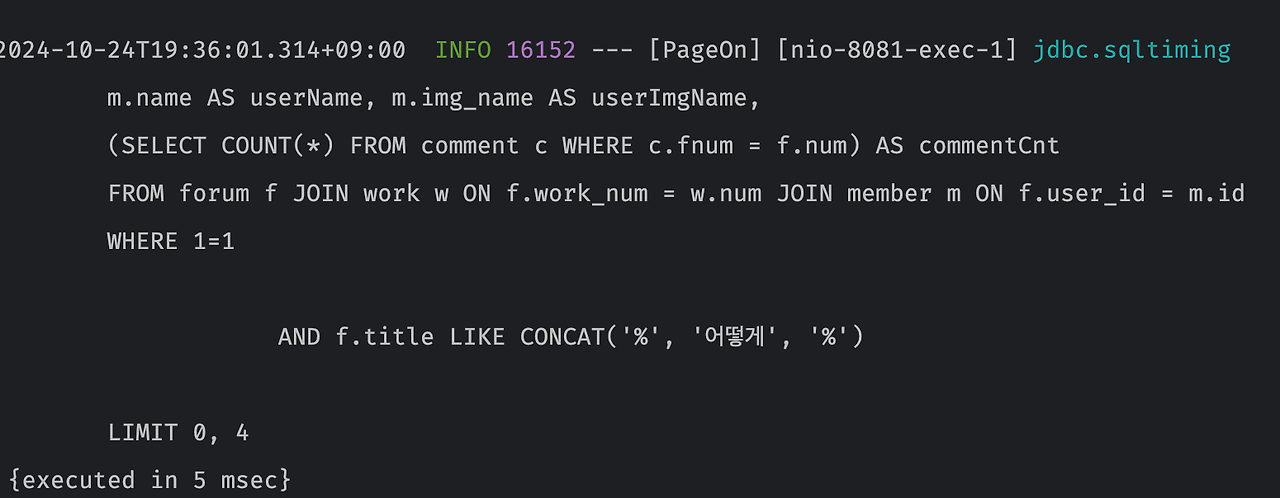 2024-10-24T19:36:01.314+09:00  INFO 16152 --- [PageOn] [nio-8081-exec-1] jdbc.sqltiming
m.name AS userName, m.img_name AS userImgName,
(SELECT COUNT(*) FROM comment c WHERE c.fnum = f.num) AS commentCnt
FROM forum f JOIN work w ON f.work_num = w.num JOIN member m ON f.user_id = m.id
WHERE 1=1
AND f.title LIKE CONCAT('%', '어떻게', '%')
LIMIT 0, 4
{executed in 5 msec}